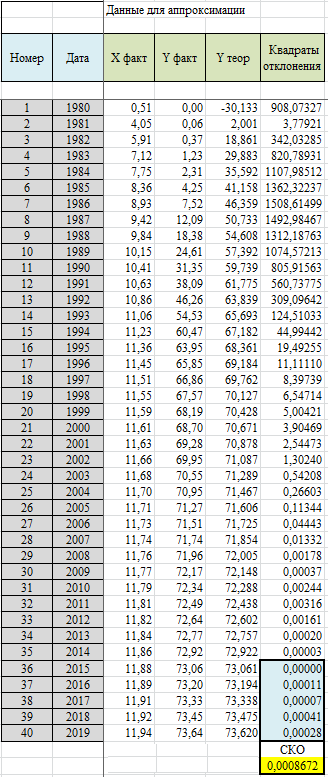 Данные для аппроксимации
Номер Дата X факт Y факт Y теор Квадраты отклонения
1 1980 0,51 0,00 -30,133 908,07327
2 1981 4,05 0,06 2,001 3,77921
3 1982 5,91 0,37 18,861 342,03285
4 1983 7,12 1,23 29,883 820,78931
5 1984 7,75 2,31 35,592 1107,98512
6 1985 8,36 4,25 41,158 1362,32237
7 1986 8,93 7,52 46,359 1508,61499
8 1987 9,42 12,09 50,733 1492,98467
9 1988 9,84 18,38 54,608 1312,18763
10 1989 10,15 24,61 57,392 1074,57213
11 1990 10,41 31,35 59,739 805,91563
12 1991 10,63 38,09 61,775 560,73775
13 1992 10,86 46,26 63,839 309,09642
14 1993 11,06 54,53 65,693 124,51033
15 1994 11,23 60,47 67,182 44,99442
16 1995 11,36 63,95 68,361 19,49255
17 1996 11,45 65,85 69,184 11,11110
18 1997 11,51 66,86 69,762 8,39739
19 1998 11,55 67,57 70,127 6,54714
20 1999 11,59 68,19 70,428 5,00421
21 2000 11,61 68,70 70,671 3,90469
22 2001 11,63 69,28 70,878 2,54473
23 2002 11,66 69,95 71,087 1,30240
24 2003 11,68 70,55 71,289 0,54208
25 2004 11,70 70,95 71,467 0,26603
26 2005 11,71 71,27 71,606 0,11344
27 2006 11,73 71,51 71,725 0,04443
28 2007 11,74 71,74 71,854 0,01332
29 2008 11,76 71,96 72,005 0,00178
30 2009 11,77 72,17 72,148 0,00037
31 2010 11,79 72,34 72,288 0,00244
32 2011 11,81 72,49 72,438 0,00316
33 2012 11,82 72,64 72,602 0,00161
34 2013 11,84 72,77 72,757 0,00020
35 2014 11,86 72,92 72,922 0,00003
36 2015 11,88 73,06 73,061 0,00000
37 2016 11,89 73,20 73,194 0,00011
38 2017 11,91 73,33 73,338 0,00007
39 2018 11,92 73,45 73,475 0,00041
40 2019 11,94 73,64 73,620 0,00028
СКО
0,0008672